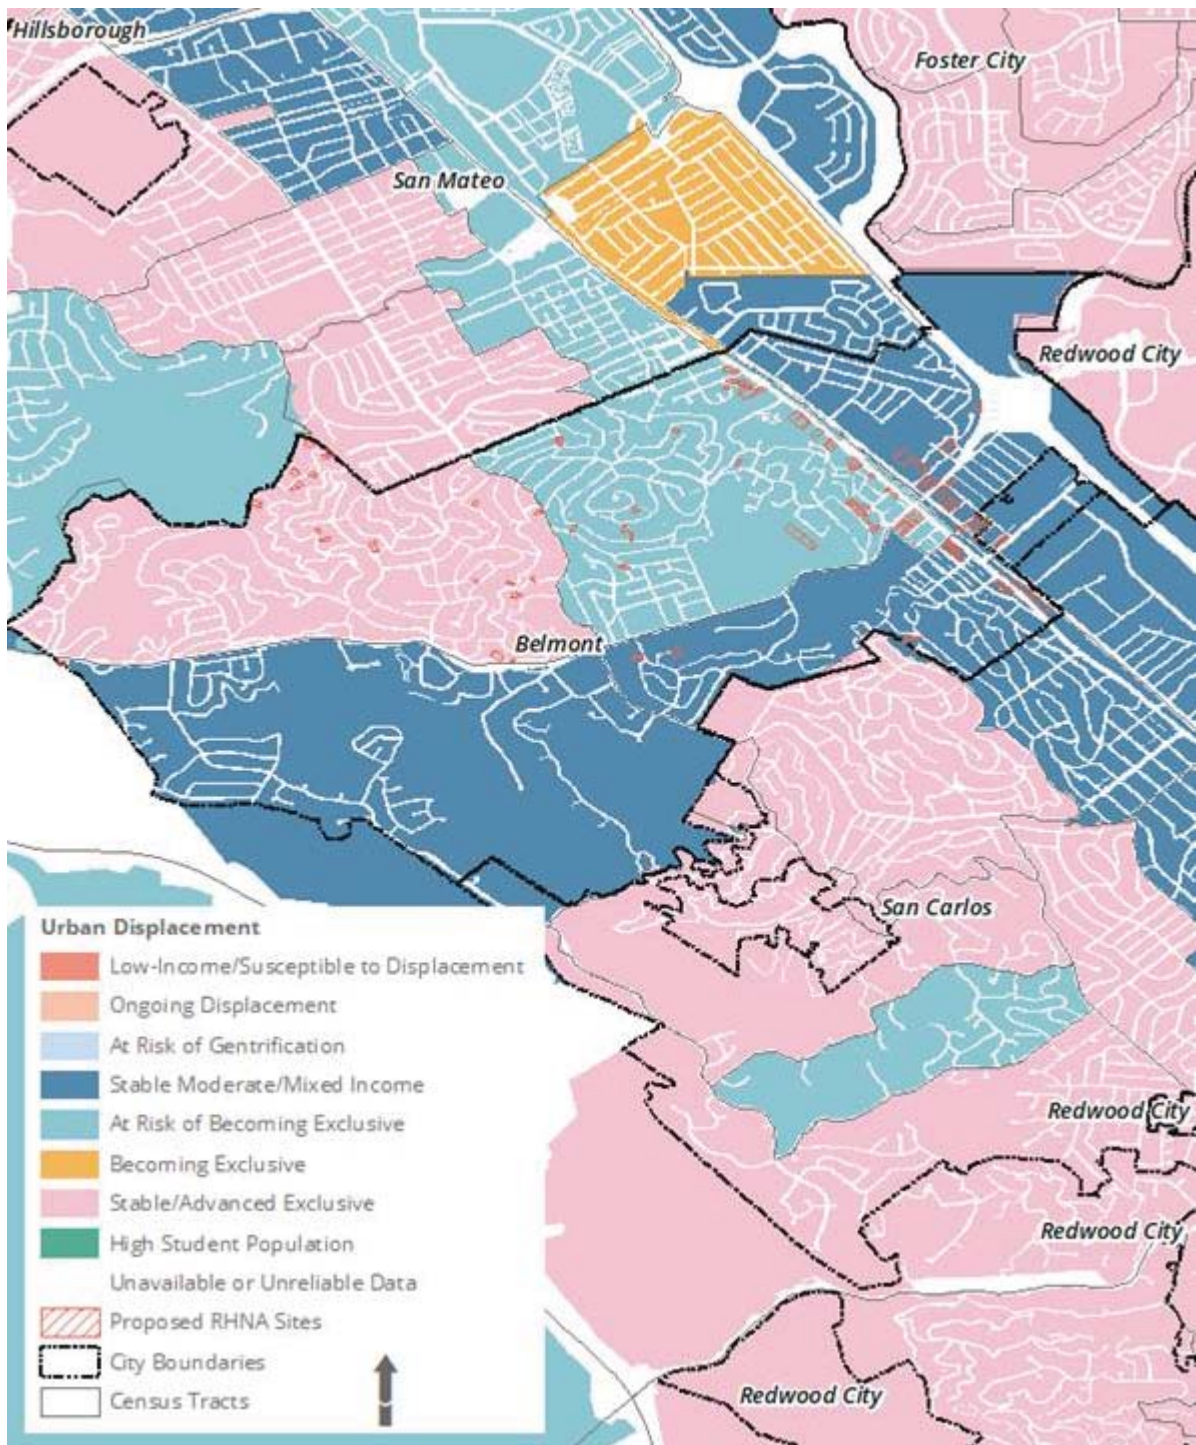 Hillsborough
Foster City
San Mateo
Redwood City
Belmont
San Carlos
Urban Displacement
Low-Income/Susceptible to Displacement
Ongoing Displacement
At Risk of Gentrification
Stable Moderate/Mixed Income
At Risk of Becoming Exclusive
Becoming Exclusive
Stable/Advanced Exclusive
High Student Population
Unavailable or Unreliable Data
Proposed RHNA Sites
City Boundaries
Census Tracts
Redwood City
Redwood City
Redwood City